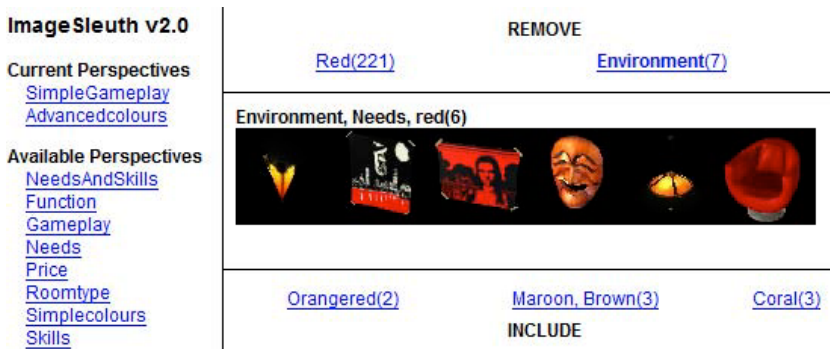 ImageSleuth v2.0
Current Perspectives
SimpleGameplay
Advancedcolours
Available Perspectives
NeedsAndSkills
Function
Gameplay
Needs
Price
Roomtype
Simplecolours
Skills
REMOVE
Red(221) Environment(7)
Environment, Needs, red(6)
Orangered(2) Maroon, Brown(3) Coral(3)
INCLUDE